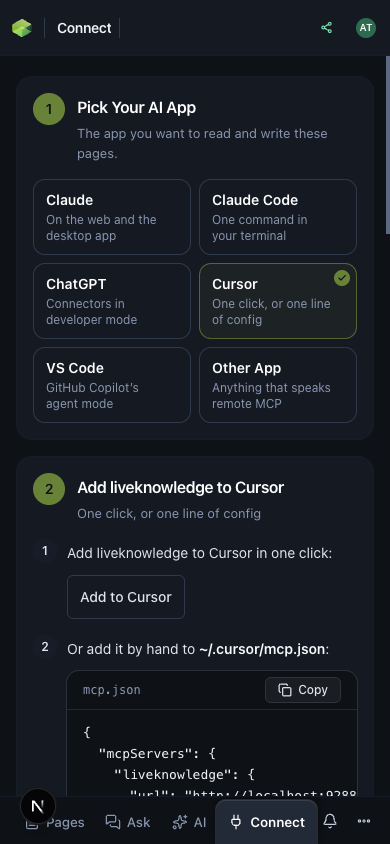 Connect
AT
1
Pick Your AI App
The app you want to read and write these
pages.
Claude
On the web and the
desktop app
Claude Code
One command in
your terminal
ChatGPT
Connectors in
developer mode
Cursor
One click, or one line
of config
VS Code
GitHub Copilot's
agent mode
Other App
Anything that speaks
remote MCP
2
Add liveknowledge to Cursor
One click, or one line of config
1
Add liveknowledge to Cursor in one click:
Add to Cursor
2
Or add it by hand to ~/.cursor/mcp.json:
mcp.json
Copy
{
"mcpServers": {
"liveknowledge": {
"url": "http://localhost:9288
N
Pages
Ask
AI
Connect